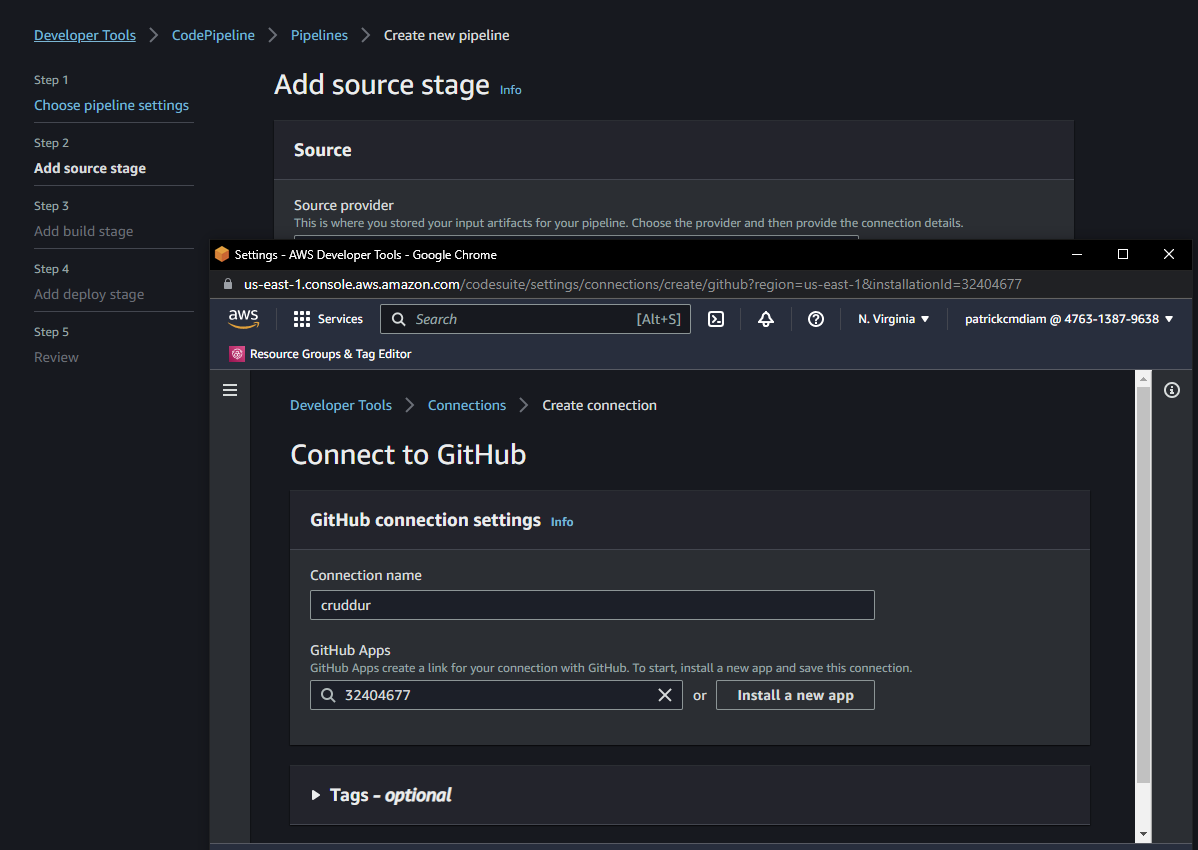 Developer Tools > CodePipeline > Pipelines > Create new pipeline
Step 1
Choose pipeline settings
Step 2
Add source stage
Step 3
Add build stage
Step 4
Add deploy stage
Step 5
Review
Add source stage Info
Source
Source provider
This is where you stored your input artifacts for your pipeline. Choose the provider and then provide the connection details.
Settings - AWS Developer Tools - Google Chrome
us-east-1.console.aws.amazon.com/codesuite/settings/connections/create/github?region=us-east-1&installationId=32404677
aws Services Search [Alt+S] N. Virginia patrickcmdiam @ 4763-1387-9638
Resource Groups & Tag Editor
Developer Tools > Connections > Create connection
Connect to GitHub
GitHub connection settings Info
Connection name
cruddur
GitHub Apps
GitHub Apps create a link for your connection with GitHub. To start, install a new app and save this connection.
32404677 or Install a new app
Tags - optional